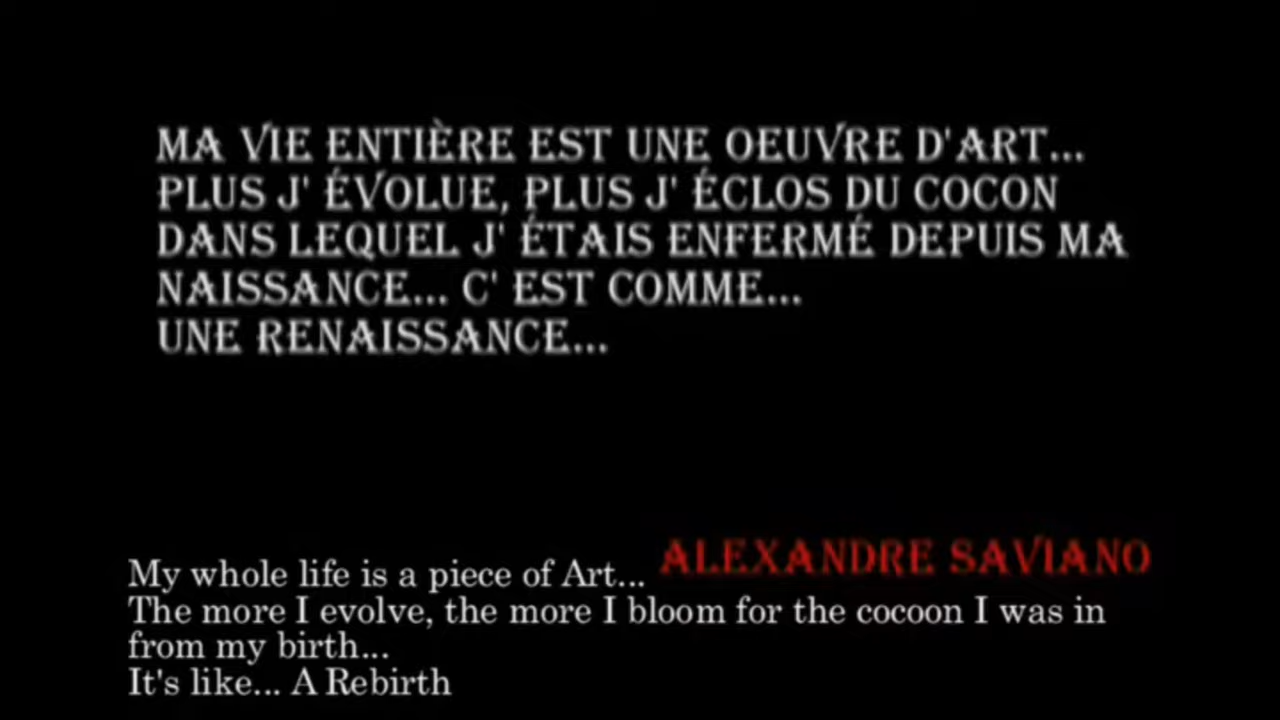 MA VIE ENTIÈRE EST UNE OEUVRE D'ART...
PLUS J' ÉVOLUE, PLUS J' ÉCLOS DU COCON
DANS LEQUEL J' ÉTAIS ENFERMÉ DEPUIS MA
NAISSANCE... C' EST COMME...
UNE RENAISSANCE...
ALEXANDRE SAVIANO
My whole life is a piece of Art...
The more I evolve, the more I bloom for the cocoon I was in
from my birth...
It's like... A Rebirth